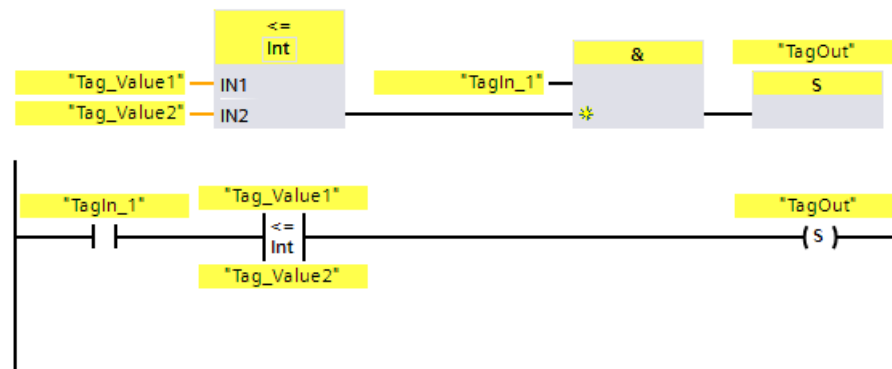 <=
Int
"Tag_Value1" IN1
"Tag_Value2" IN2
"TagIn_1"
&
"TagOut"
S
"TagIn_1"
"Tag_Value1"
<=
Int
"Tag_Value2"
"TagOut"
( S )